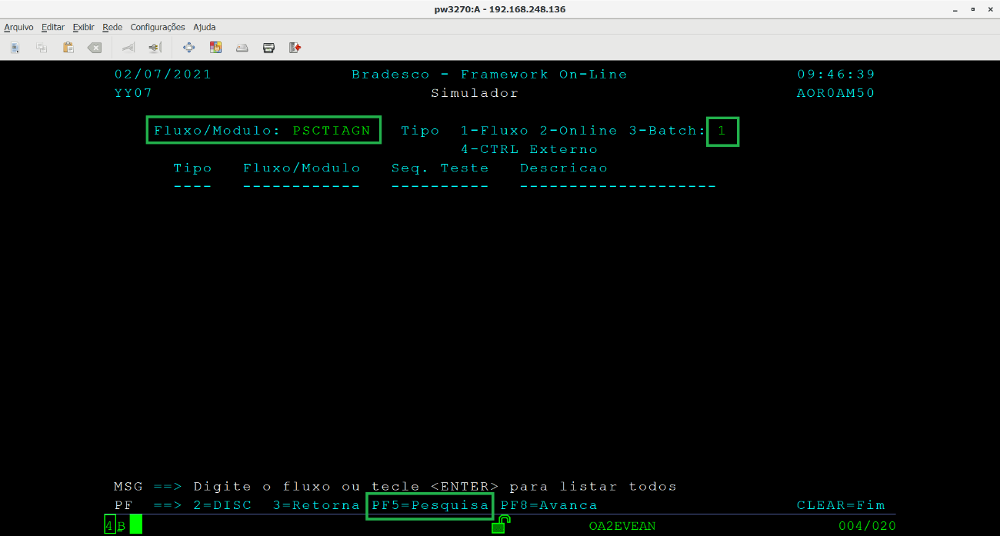 pw3270:A - 192.168.248.136
Arquivo Editar Exibir Rede Configurações Ajuda
02/07/2021 Bradesco - Framework On-Line 09:46:39
YY07 Simulador AOR0AM50
Fluxo/Modulo: PSCTIAGN Tipo 1-Fluxo 2-Online 3-Batch: 1
4-CTRL Externo
Tipo Fluxo/Modulo Seq. Teste Descricao
---- ------------ ---------- --------------------
MSG ==> Digite o fluxo ou tecle <ENTER> para listar todos
PF ==> 2=DISC 3=Retorna PF5=Pesquisa PF8=Avanca CLEAR=Fim
4 B OA2EVEAN 004/020